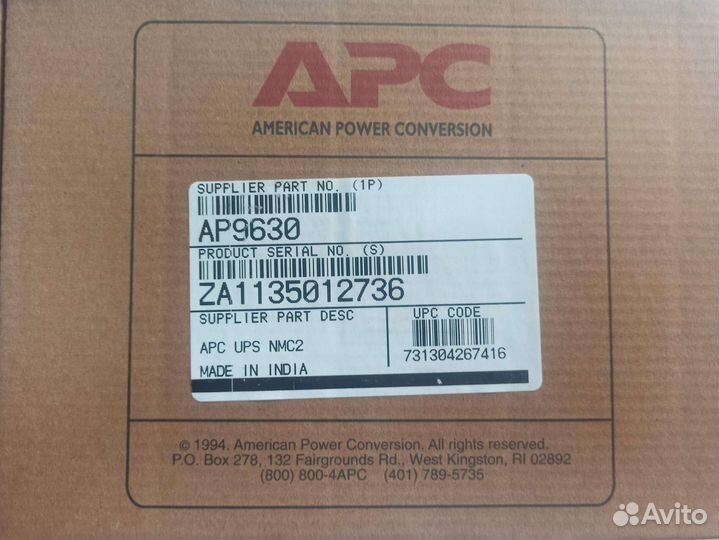 APC
AMERICAN POWER CONVERSION
SUPPLIER PART NO. (1P)
AP9630
PRODUCT SERIAL NO. (S)
ZA1135012736
SUPPLIER PART DESC
UPC CODE
APC UPS NMC2
731304267416
MADE IN INDIA
© 1994. American Power Conversion. All rights reserved.
P.O. Box 278, 132 Fairgrounds Rd., West Kingston, RI 02892
(800) 800-4APC (401) 789-5735
Avito